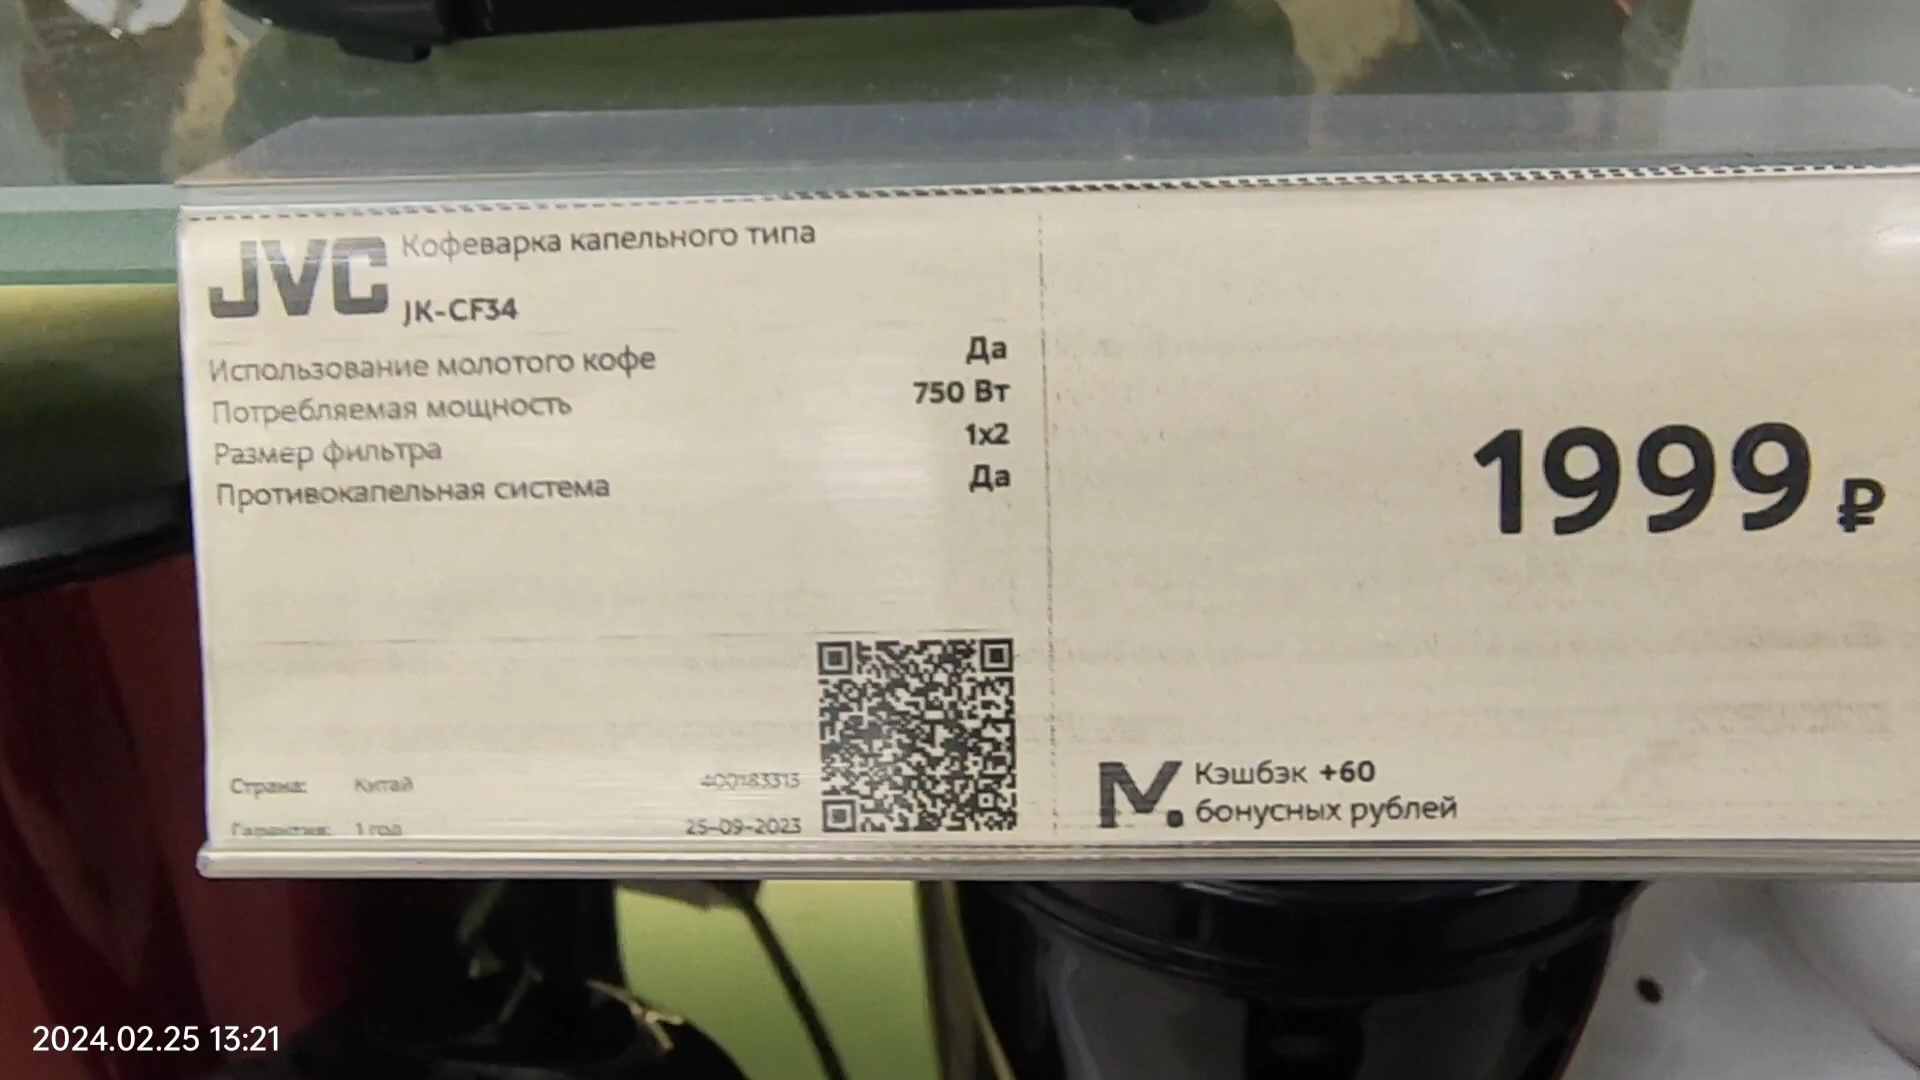 JVC Кофеварка капельного типа
JK-CF34
Использование молотого кофе Да
Потребляемая мощность 750 Вт
Размер фильтра 1x2
Противокапельная система Да
1999 ₽
Страна: Китай 400183313
Гарантия: 1 год 25-09-2023
М. Кэшбэк +60
бонусных рублей
2024.02.25 13:21